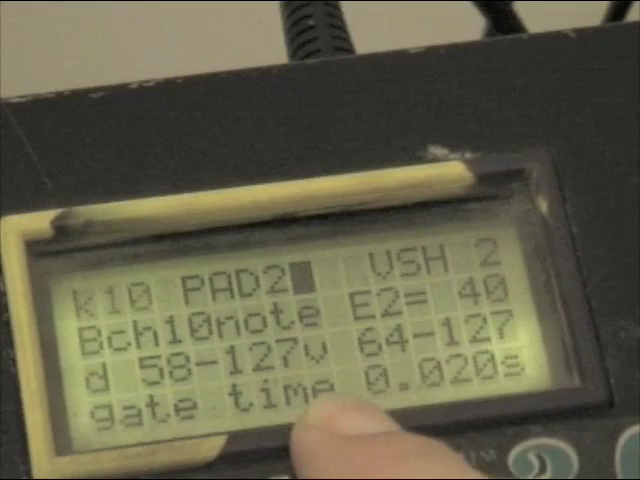 k10 PAD2 VSH 2
Bch10note E2= 40
d 58-127v 64-127
gate time 0.020s